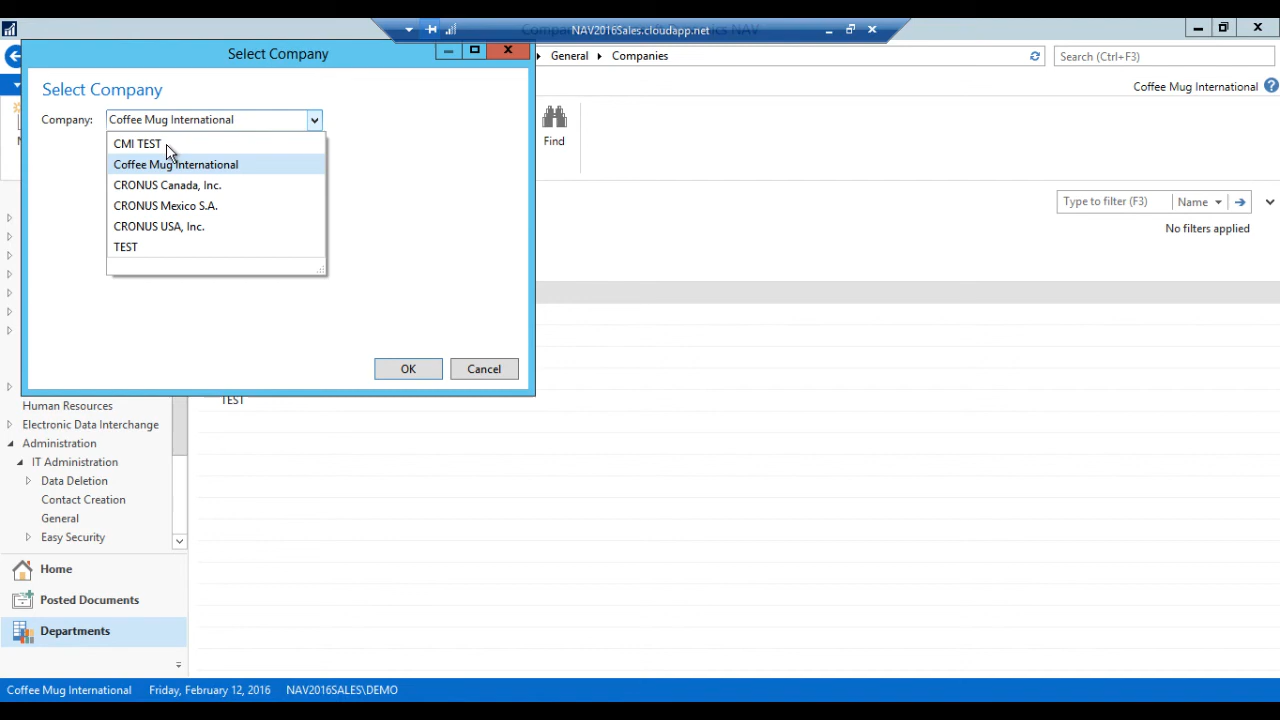 NAV2016Sales.cloudapp.net
Select Company
General
Companies
Search (Ctrl+F3)
Select Company
Coffee Mug International
Company:
Coffee Mug International
Find
CMI TEST
Coffee Mug International
CRONUS Canada, Inc.
CRONUS Mexico S.A.
CRONUS USA, Inc.
TEST
Type to filter (F3)
Name
No filters applied
OK
Cancel
TEST
Human Resources
Electronic Data Interchange
Administration
IT Administration
Data Deletion
Contact Creation
General
Easy Security
Home
Posted Documents
Departments
Coffee Mug International
Friday, February 12, 2016
NAV2016SALES\DEMO